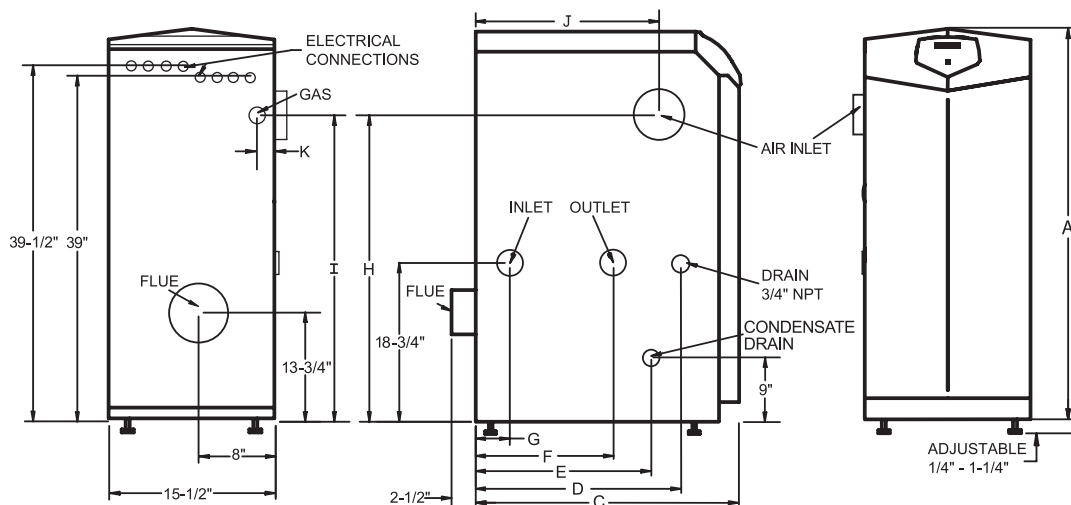 J
ELECTRICAL
CONNECTIONS
GAS
K
AIR INLET
A
39-1/2"
39"
I
H
INLET
OUTLET
DRAIN
3/4" NPT
FLUE
FLUE
18-3/4"
CONDENSATE
DRAIN
13-3/4"
9"
G
8"
F
ADJUSTABLE
1/4" - 1-1/4"
E
15-1/2"
D
2-1/2"
C